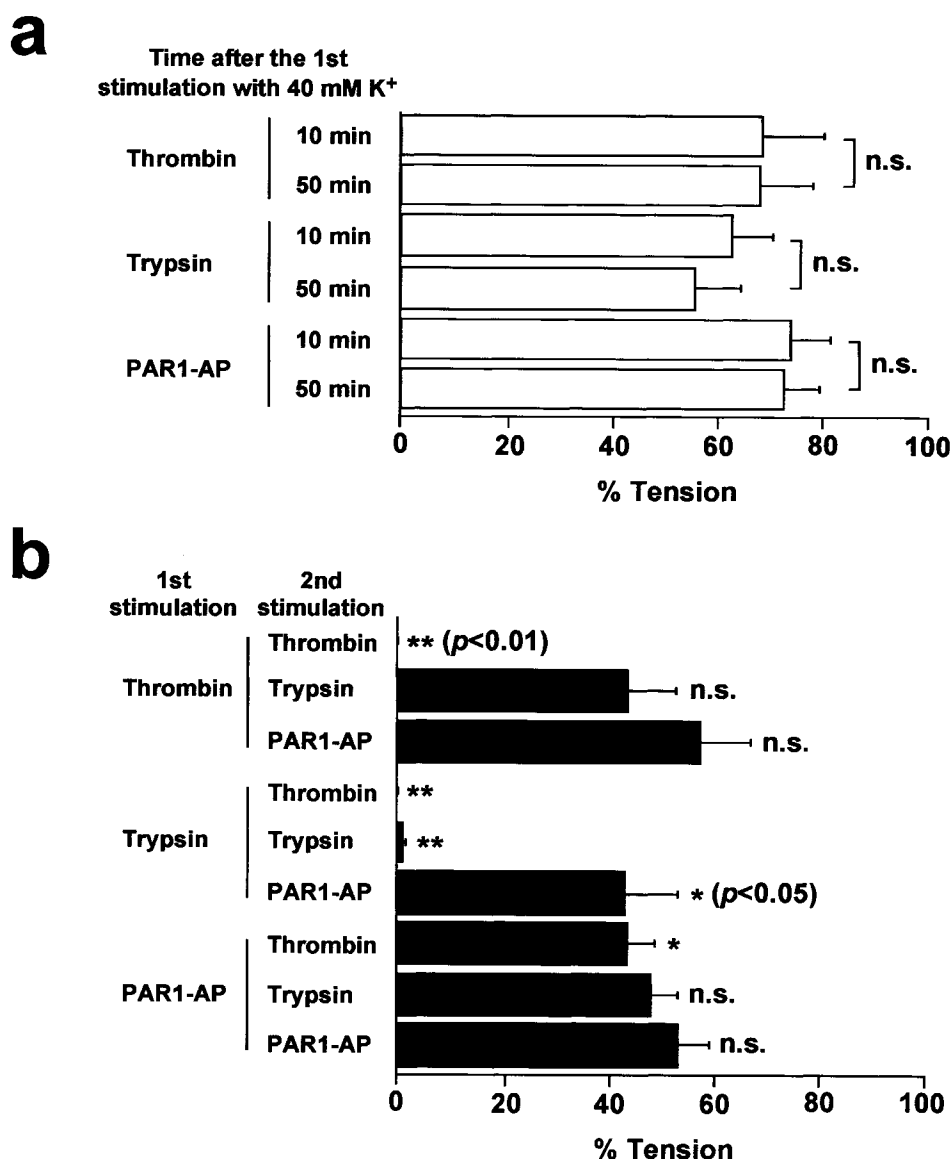 a
Time after the 1st
stimulation with 40 mM K+
Thrombin
10 min
50 min
n.s.
Trypsin
10 min
50 min
n.s.
PAR1-AP
10 min
50 min
n.s.
0 20 40 60 80 100
% Tension
b
1st
stimulation
2nd
stimulation
Thrombin
Thrombin ** (p<0.01)
Trypsin n.s.
PAR1-AP n.s.
Trypsin
Thrombin **
Trypsin **
PAR1-AP * (p<0.05)
PAR1-AP
Thrombin *
Trypsin n.s.
PAR1-AP n.s.
0 20 40 60 80 100
% Tension